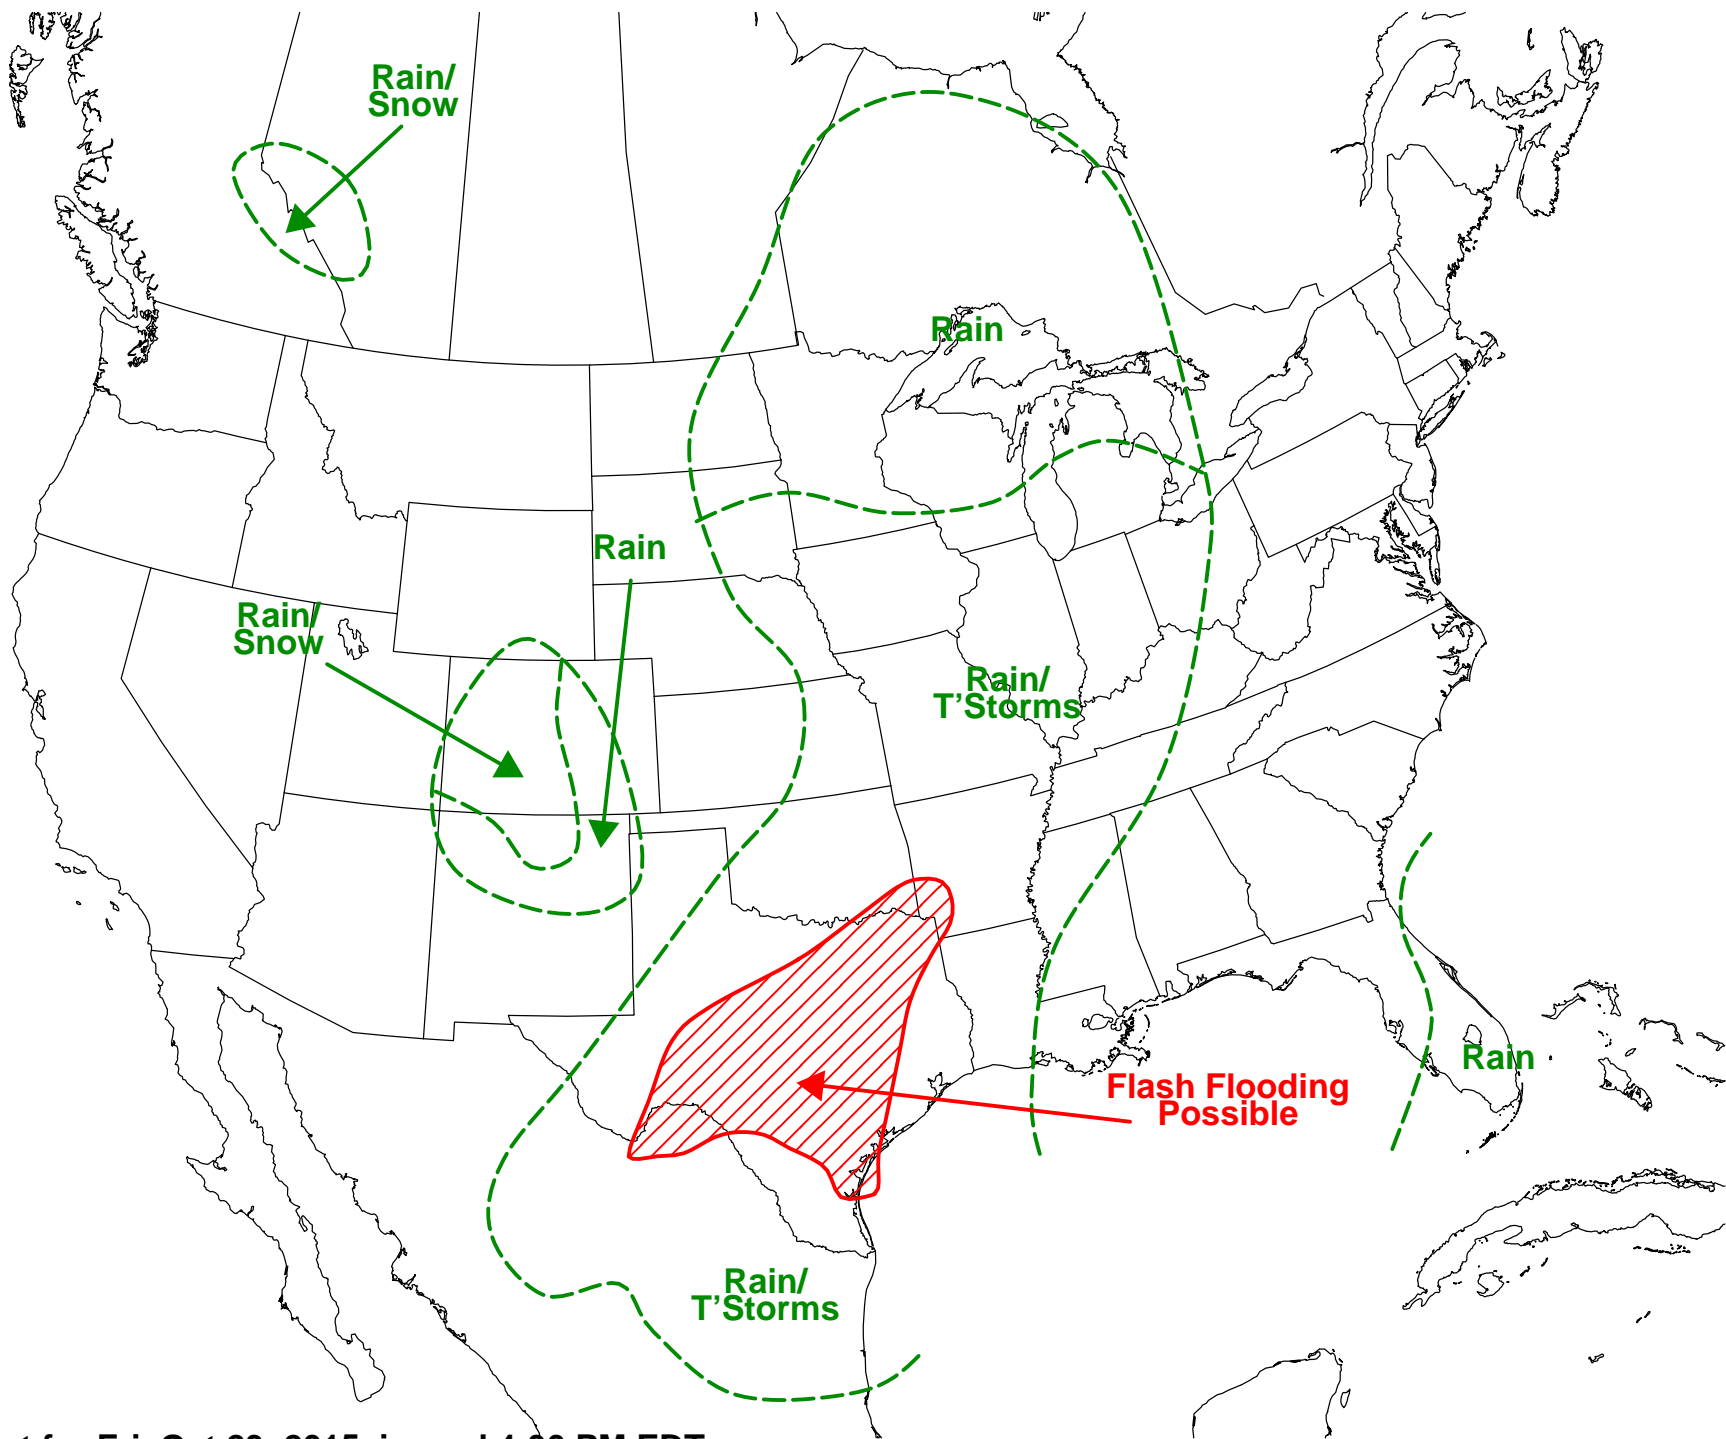 Rain/
Snow
Rain
Rain
Rain/
Snow
Rain/
T’Storms
Rain
Flash Flooding
Possible
Rain/
T’Storms